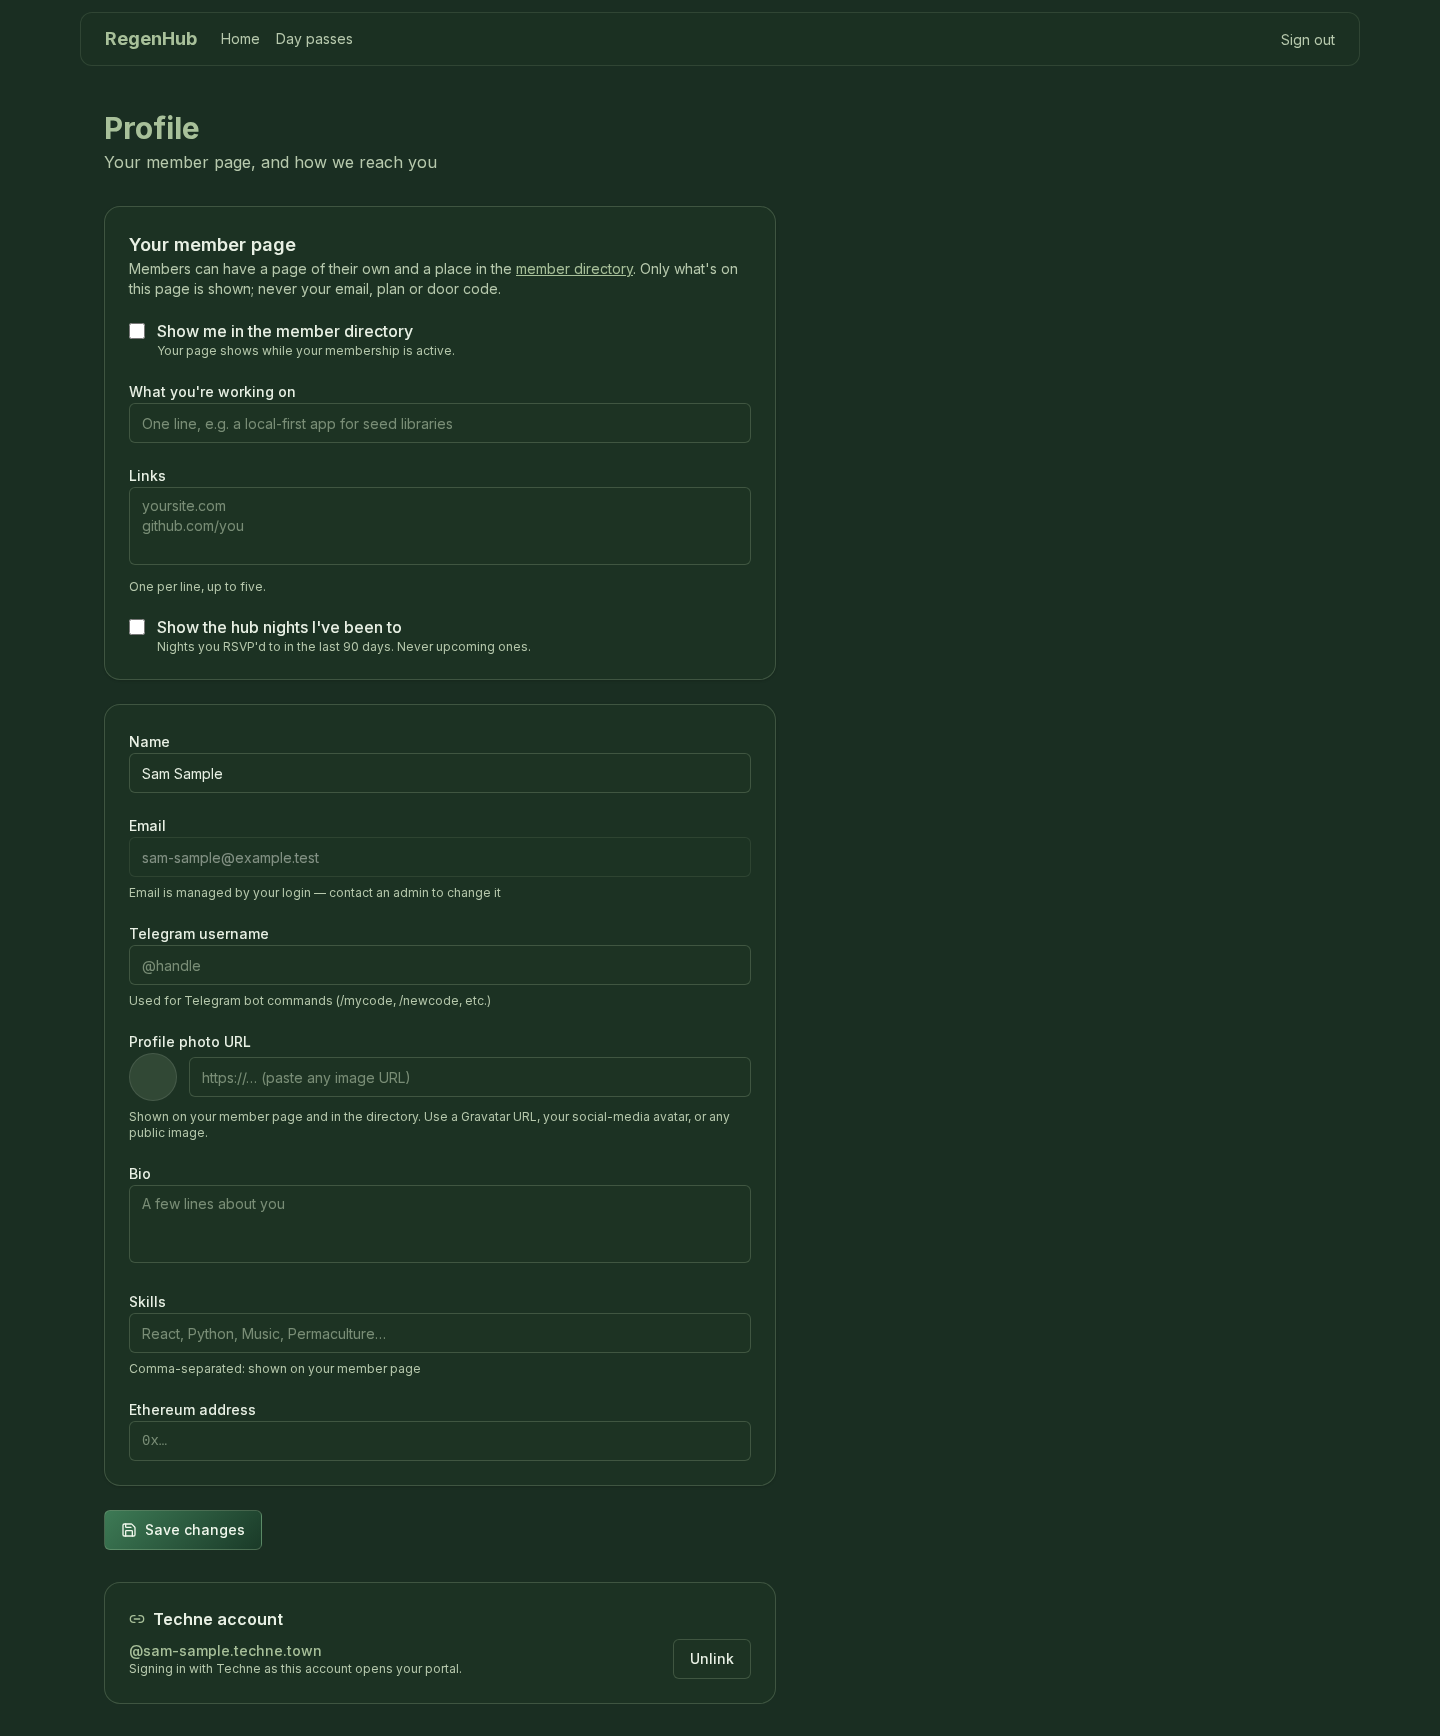 RegenHub Home Day passes Sign out
Profile
Your member page, and how we reach you
Your member page
Members can have a page of their own and a place in the member directory. Only what's on
this page is shown; never your email, plan or door code.
Show me in the member directory
Your page shows while your membership is active.
What you're working on
One line, e.g. a local-first app for seed libraries
Links
yoursite.com
github.com/you
One per line, up to five.
Show the hub nights I've been to
Nights you RSVP'd to in the last 90 days. Never upcoming ones.
Name
Sam Sample
Email
sam-sample@example.test
Email is managed by your login — contact an admin to change it
Telegram username
@handle
Used for Telegram bot commands (/mycode, /newcode, etc.)
Profile photo URL
https://… (paste any image URL)
Shown on your member page and in the directory. Use a Gravatar URL, your social-media avatar, or any
public image.
Bio
A few lines about you
Skills
React, Python, Music, Permaculture…
Comma-separated: shown on your member page
Ethereum address
0x…
Save changes
Techne account
@sam-sample.techne.town
Signing in with Techne as this account opens your portal.
Unlink